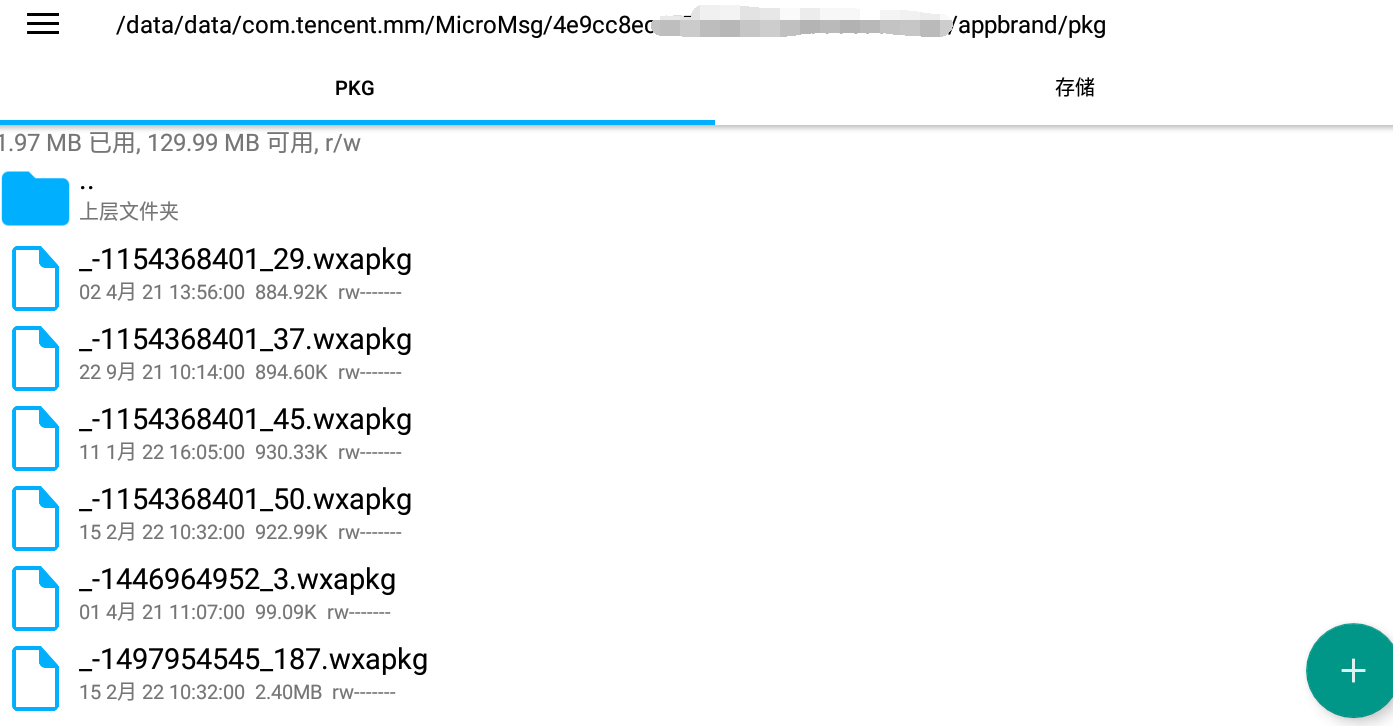 /data/data/com.tencent.mm/MicroMsg/4e9cc8ec /appbrand/pkg
PKG 存储
1.97 MB 已用, 129.99 MB 可用, r/w
..
上层文件夹
_-1154368401_29.wxapkg
02 4月 21 13:56:00 884.92K rw-------
_-1154368401_37.wxapkg
22 9月 21 10:14:00 894.60K rw-------
_-1154368401_45.wxapkg
11 1月 22 16:05:00 930.33K rw-------
_-1154368401_50.wxapkg
15 2月 22 10:32:00 922.99K rw-------
_-1446964952_3.wxapkg
01 4月 21 11:07:00 99.09K rw-------
_-1497954545_187.wxapkg
15 2月 22 10:32:00 2.40MB rw-------